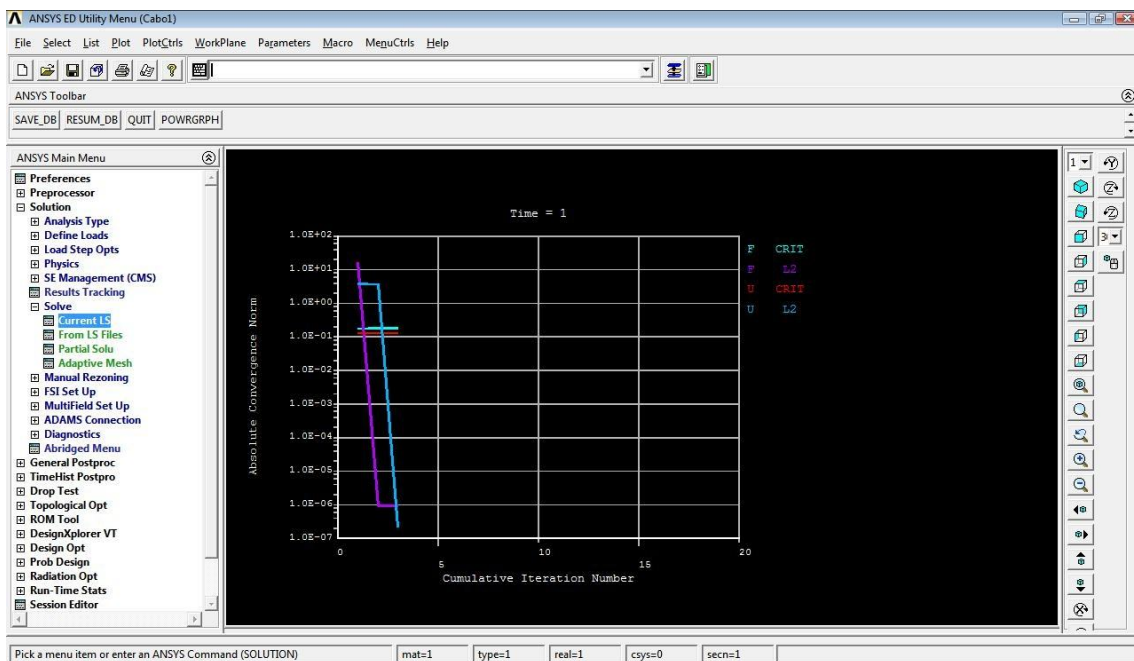 ANSYS ED Utility Menu (Cabo1)
File Select List Plot PlotCtrls WorkPlane Parameters Macro MenuCtrls Help
ANSYS Toolbar
SAVE_DB RESUM_DB QUIT POWRGRPH
ANSYS Main Menu
Preferences
Preprocessor
Solution
Analysis Type
Define Loads
Load Step Opts
Physics
SE Management (CMS)
Results Tracking
Solve
Current LS
From LS Files
Partial Solu
Adaptive Mesh
Manual Rezoning
FSI Set Up
MultiField Set Up
ADAMS Connection
Diagnostics
Abridged Menu
General Postproc
TimeHist Postpro
Drop Test
Topological Opt
ROM Tool
DesignXplorer VT
Design Opt
Prob Design
Radiation Opt
Run-Time Stats
Session Editor
Time = 1
Absolute Convergence Norm
1.0E+02
1.0E+01
1.0E+00
1.0E-01
1.0E-02
1.0E-03
1.0E-04
1.0E-05
1.0E-06
1.0E-07
0 5 10 15 20
Cumulative Iteration Number
F CRIT
F L2
U CRIT
U L2
1
Pick a menu item or enter an ANSYS Command (SOLUTION) mat=1 type=1 real=1 csys=0 secn=1